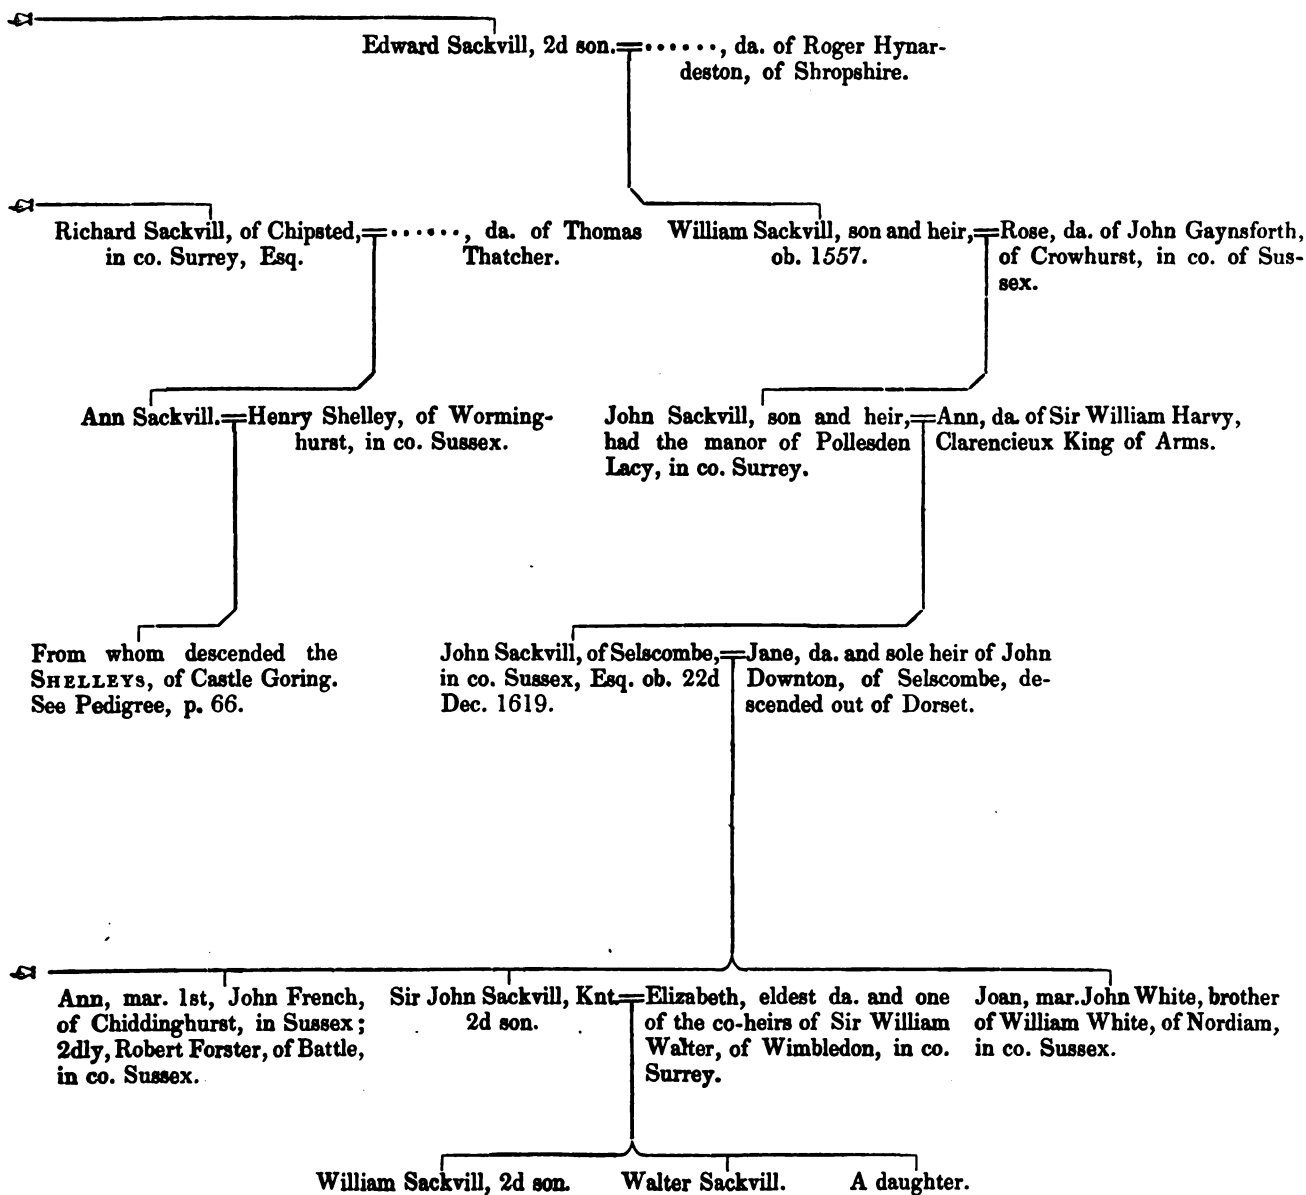 Edward Sackvill, 2d son.=······, da. of Roger Hynar-
deston, of Shropshire.
Richard Sackvill, of Chipsted,=······, da. of Thomas
in co. Surrey, Esq. Thatcher.
William Sackvill, son and heir,=Rose, da. of John Gaynsforth,
ob. 1557. of Crowhurst, in co. of Sus-
sex.
Ann Sackvill.=Henry Shelley, of Worming-
hurst, in co. Sussex.
John Sackvill, son and heir,=Ann, da. of Sir William Harvy,
had the manor of Pollesden Clarencieux King of Arms.
Lacy, in co. Surrey.
From whom descended the
SHELLEYS, of Castle Goring.
See Pedigree, p. 66.
John Sackvill, of Selscombe,=Jane, da. and sole heir of John
in co. Sussex, Esq. ob. 22d Downton, of Selscombe, de-
Dec. 1619. scended out of Dorset.
Ann, mar. 1st, John French,
of Chiddinghurst, in Sussex;
2dly, Robert Forster, of Battle,
in co. Sussex.
Sir John Sackvill, Knt.=Elizabeth, eldest da. and one
2d son. of the co-heirs of Sir William
Walter, of Wimbledon, in co.
Surrey.
Joan, mar. John White, brother
of William White, of Nordiam,
in co. Sussex.
William Sackvill, 2d son. Walter Sackvill. A daughter.